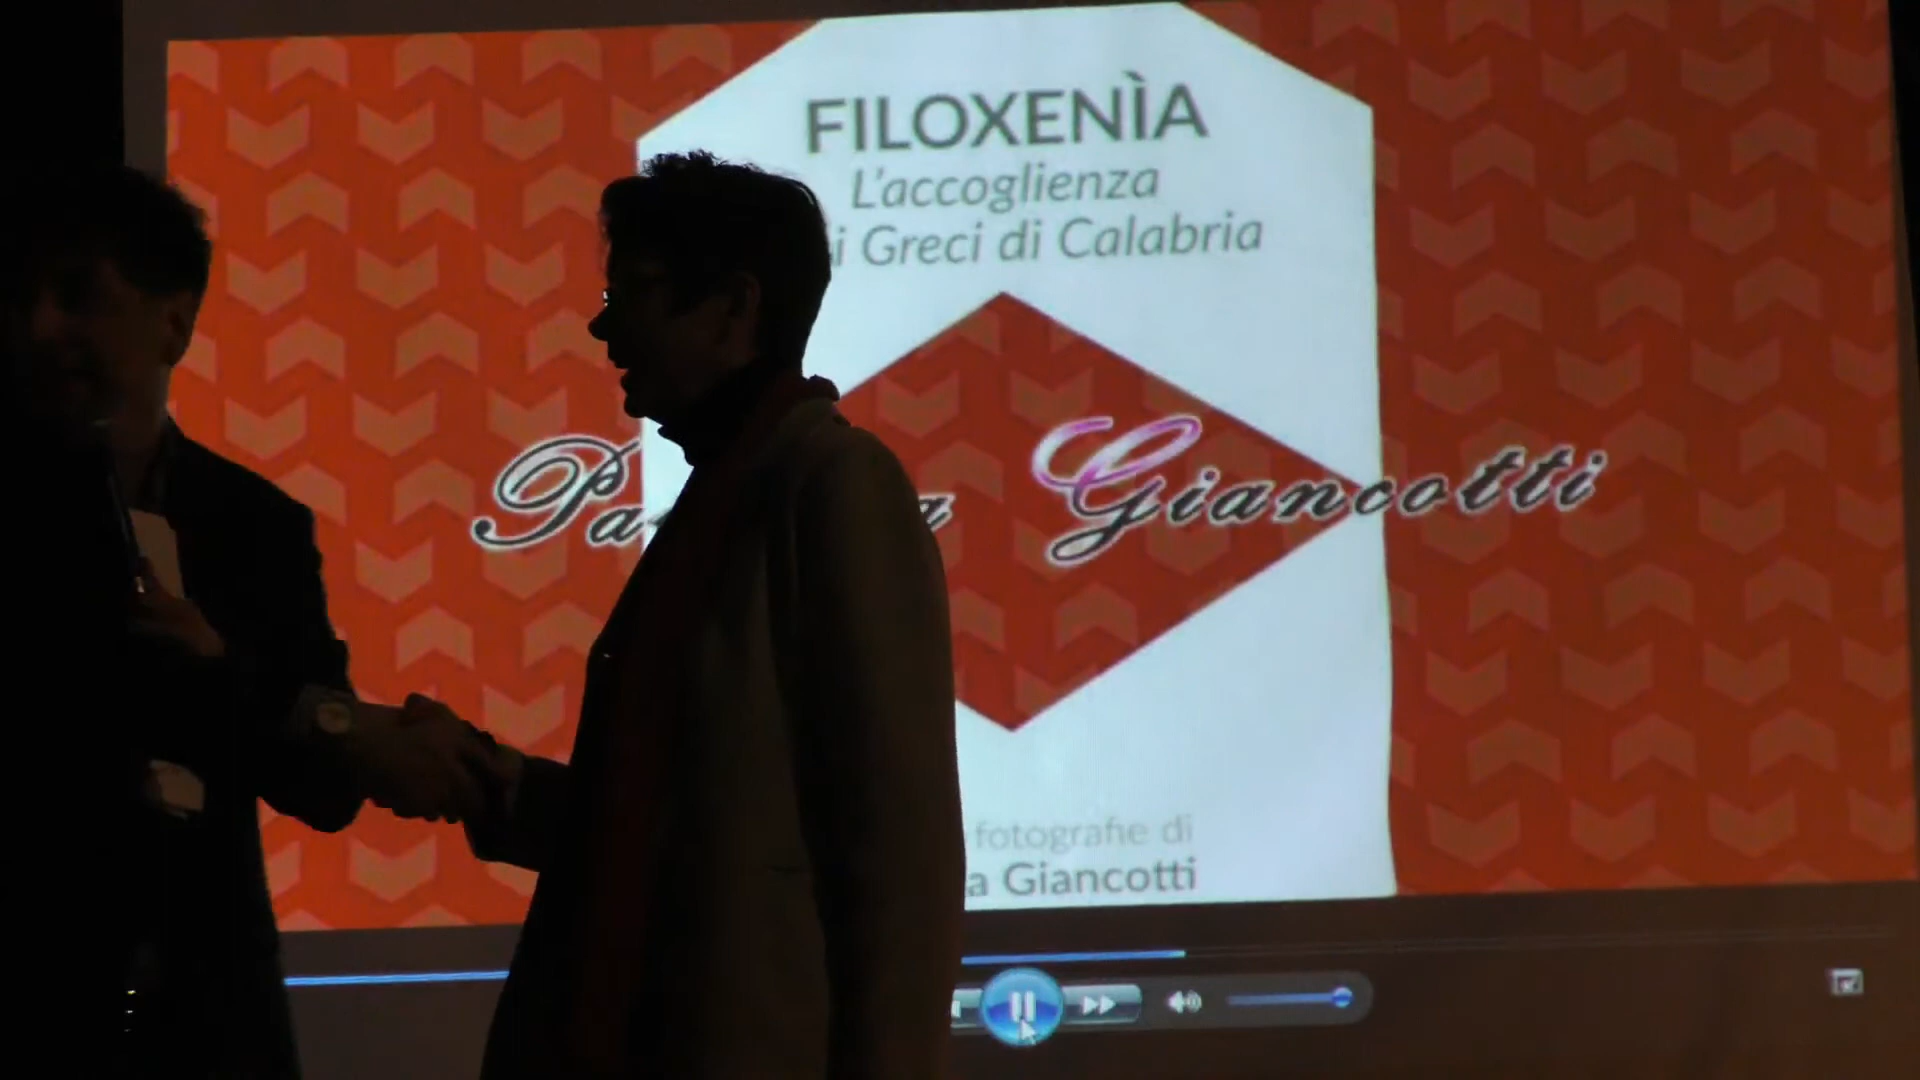 FILOXENÌA
L'accoglienza
i Greci di Calabria
Giancotti
fotografie di
a Giancotti